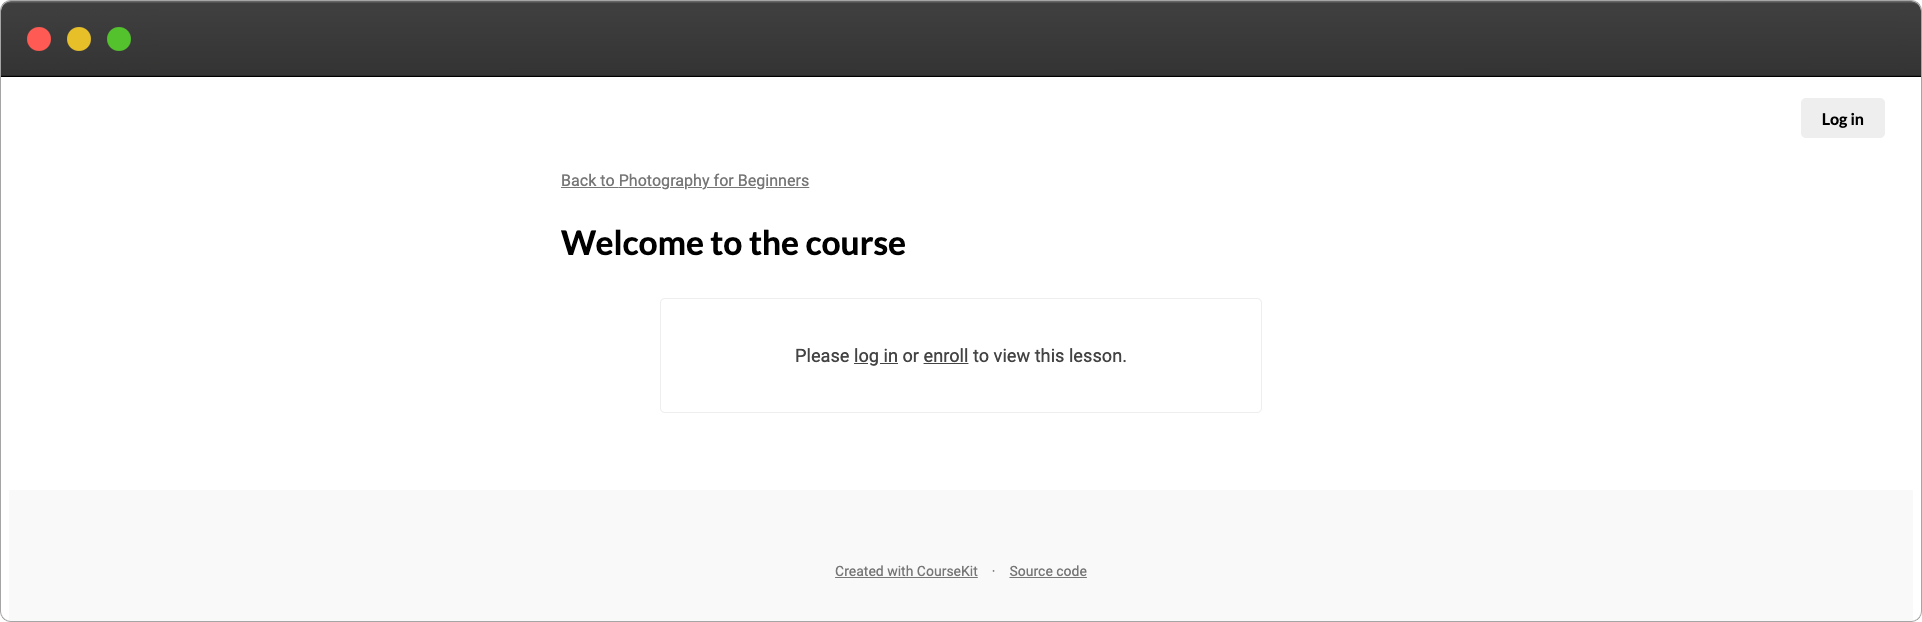 Log in
Back to Photography for Beginners
Welcome to the course
Please log in or enroll to view this lesson.
Created with CourseKit · Source code